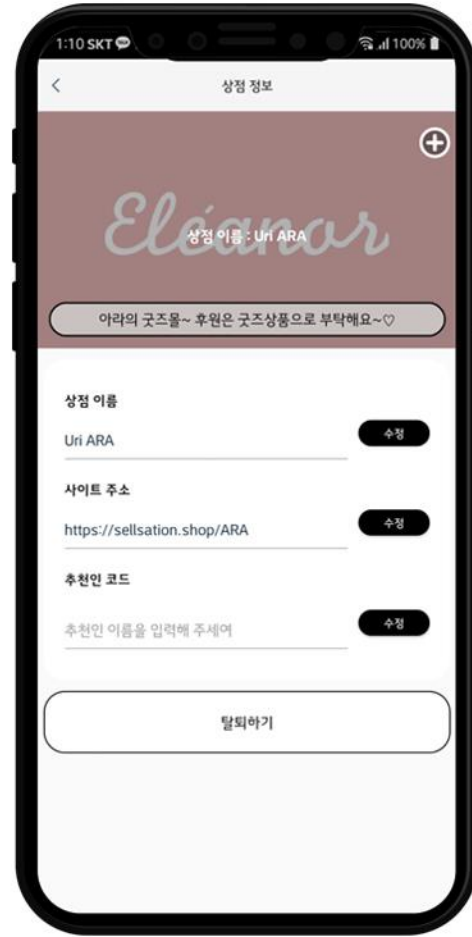 1:10 SKT 100%
상점 정보
Eléanor
상점 이름 : Uri ARA
아라의 굿즈몰~ 후원은 굿즈상품으로 부탁해요~♡
상점 이름
Uri ARA
수정
사이트 주소
https://sellsation.shop/ARA
수정
추천인 코드
추천인 이름을 입력해 주세여
수정
탈퇴하기